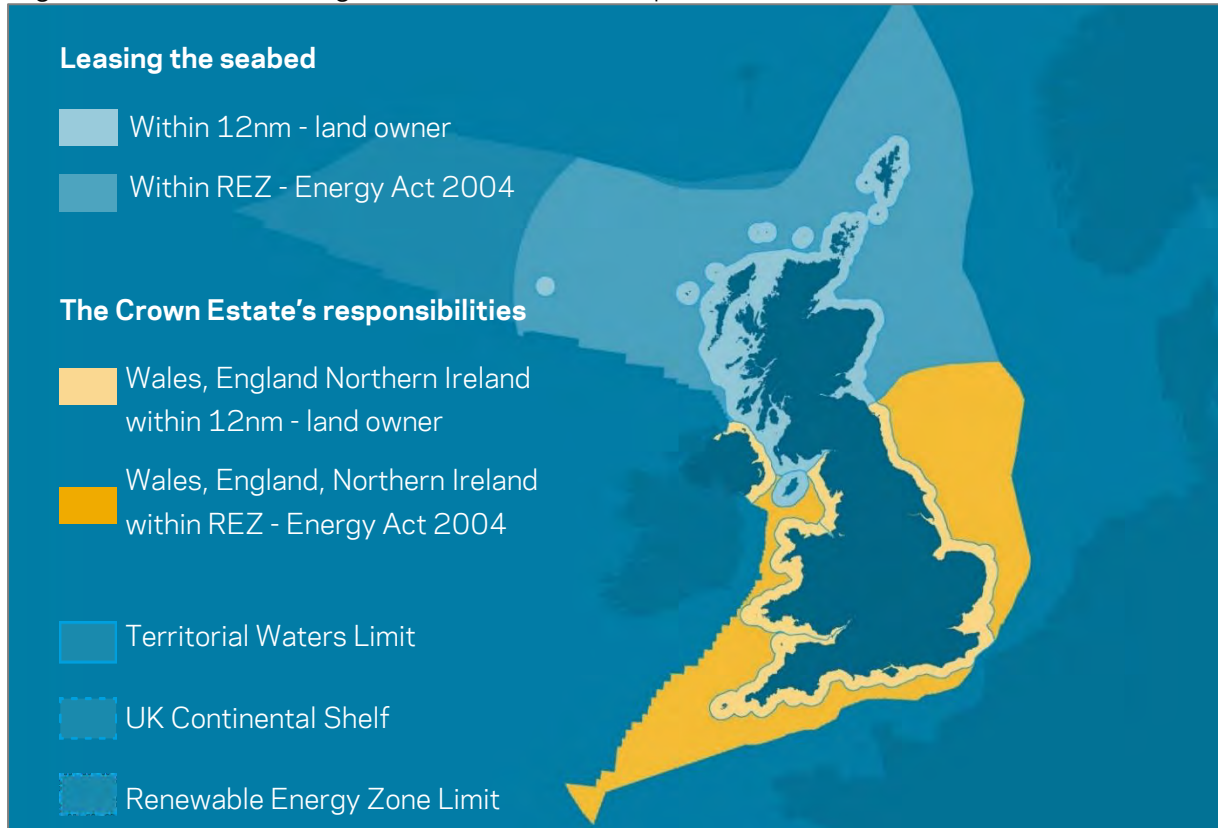 Leasing the seabed
Within 12nm - land owner
Within REZ - Energy Act 2004
The Crown Estate's responsibilities
Wales, England Northern Ireland
within 12nm - land owner
Wales, England, Northern Ireland
within REZ - Energy Act 2004
Territorial Waters Limit
UK Continental Shelf
Renewable Energy Zone Limit